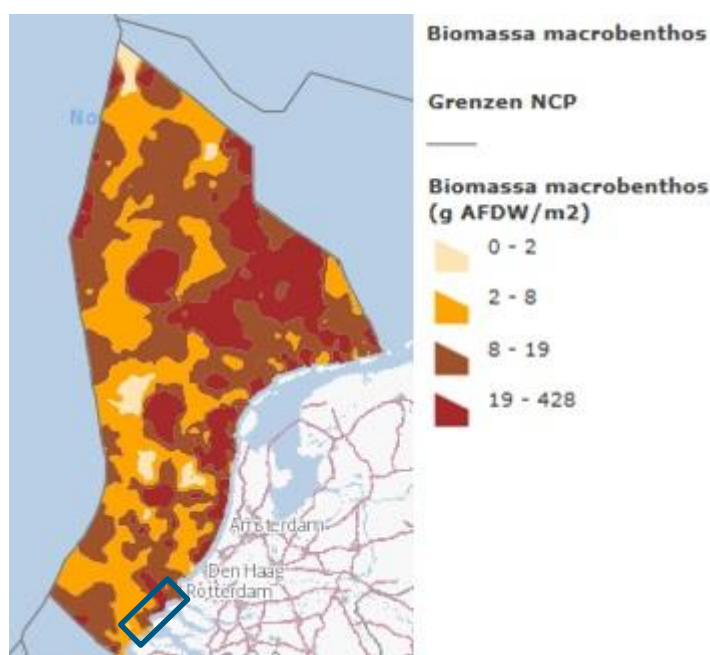 No
Amsterdam
Den Haag
Rotterdam
Biomassa macrobenthos
Grenzen NCP
Biomassa macrobenthos
(g AFDW/m2)
0 - 2
2 - 8
8 - 19
19 - 428